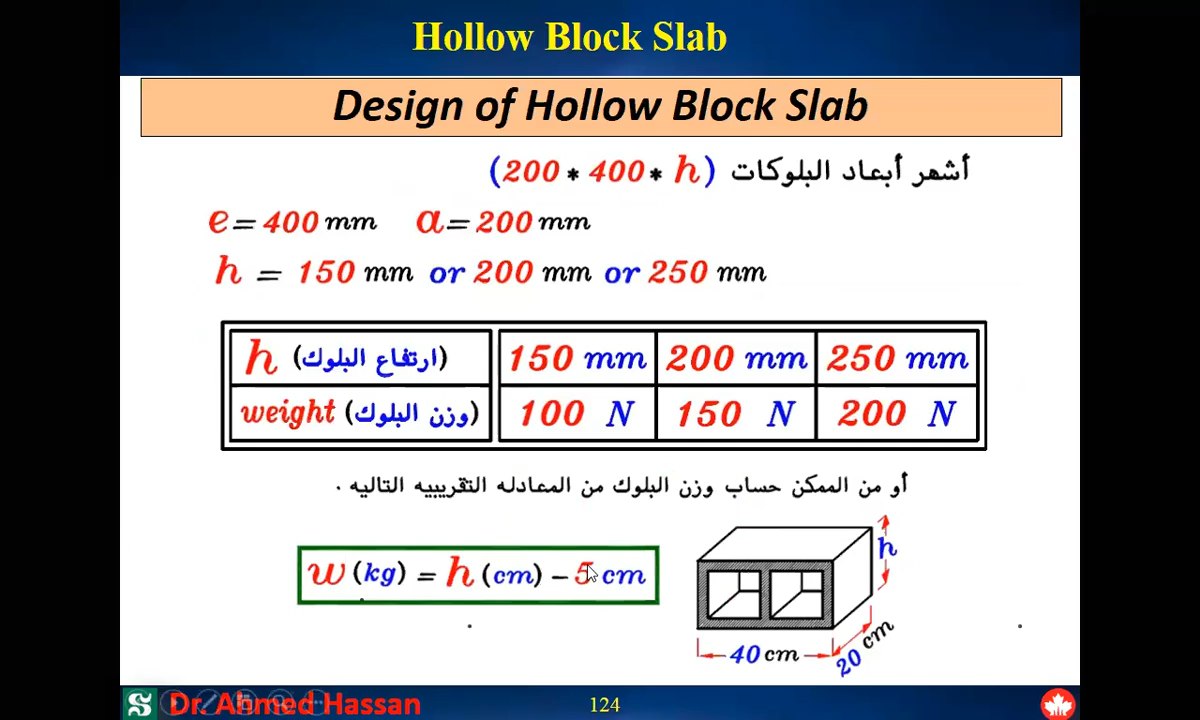 Hollow Block Slab
Design of Hollow Block Slab
أشهر أبعاد البلوكات (200 * 400 * h)
e = 400 mm a = 200 mm
h = 150 mm or 200 mm or 250 mm
h (ارتفاع البلوك) 150 mm 200 mm 250 mm
weight (وزن البلوك) 100 N 150 N 200 N
أو من الممكن حساب وزن البلوك من المعادله التقريبيه التاليه .
w (kg) = h (cm) – 5 cm
h
40 cm
20 cm
Dr. Ahmed Hassan
124